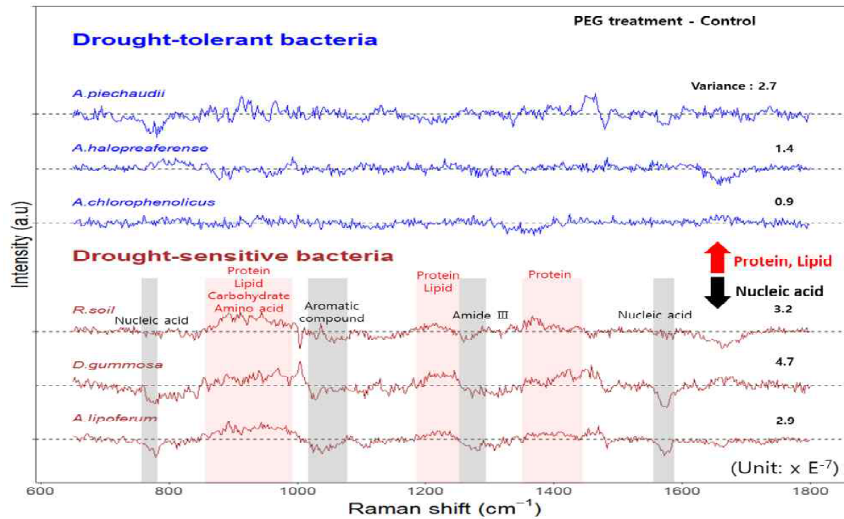 PEG treatment - Control
Drought-tolerant bacteria
A.piechaudii
Variance : 2.7
A.halopreaferense
1.4
A.chlorophenolicus
0.9
Drought-sensitive bacteria
Protein, Lipid
Nucleic acid
Protein
Lipid
Carbohydrate
Amino acid
Aromatic
compound
Protein
Lipid
Protein
R.soil
Nucleic acid
Amide III
Nucleic acid
3.2
D.gummosa
4.7
A.lipoferum
2.9
(Unit: x E-7)
Intensity (a.u)
600 800 1000 1200 1400 1600 1800
Raman shift (cm−1)